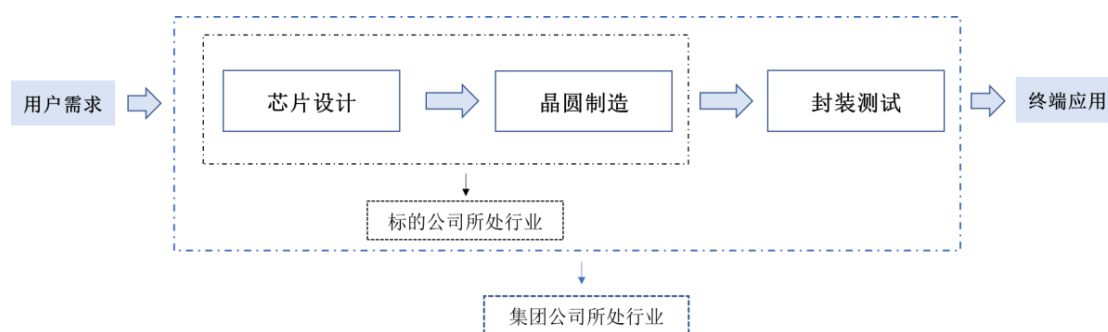 用户需求
芯片设计
晶圆制造
封装测试
终端应用
标的公司所处行业
集团公司所处行业